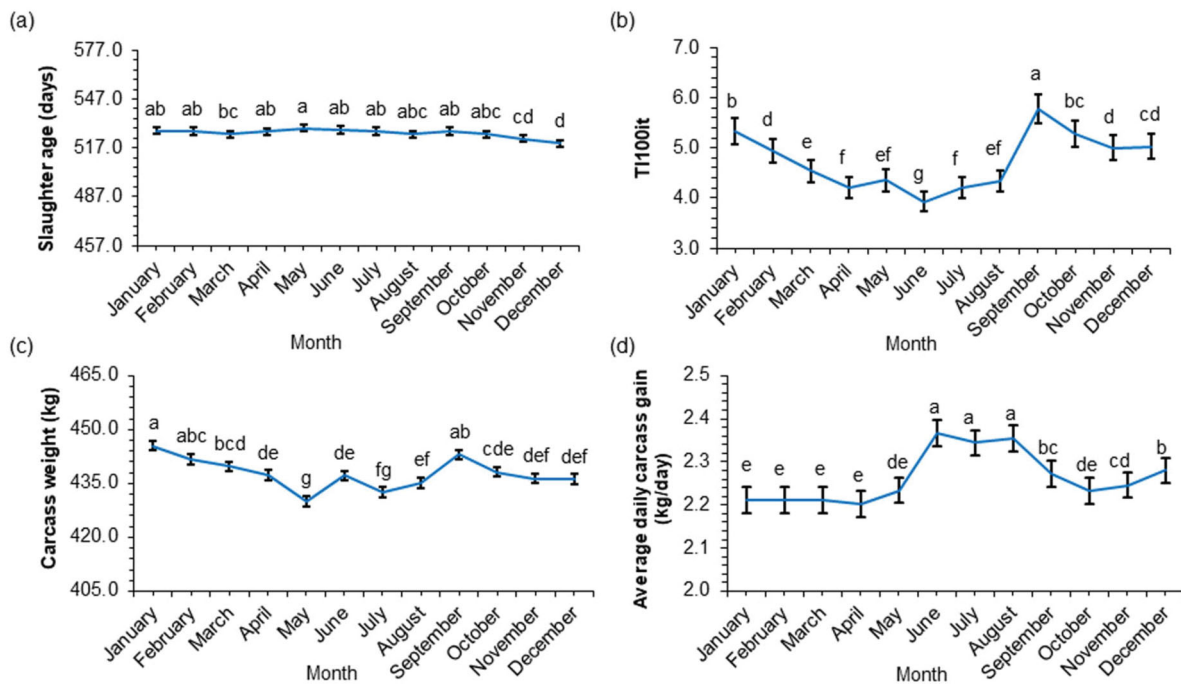 (a)
Slaughter age (days)
577.0
547.0
517.0
487.0
457.0
ab ab bc ab a ab ab abc ab abc cd d
January February March April May June July August September October November December
Month
(b)
TI100it
7.0
6.0
5.0
4.0
3.0
b d e f ef g f ef a bc d cd
January February March April May June July August September October November December
Month
(c)
Carcass weight (kg)
465.0
450.0
435.0
420.0
405.0
a abc bcd de g de fg ef ab cde def def
January February March April May June July August September October November December
Month
(d)
Average daily carcass gain
(kg/day)
2.5
2.4
2.3
2.2
2.1
2.0
e e e e de a a a bc de cd b
January February March April May June July August September October November December
Month